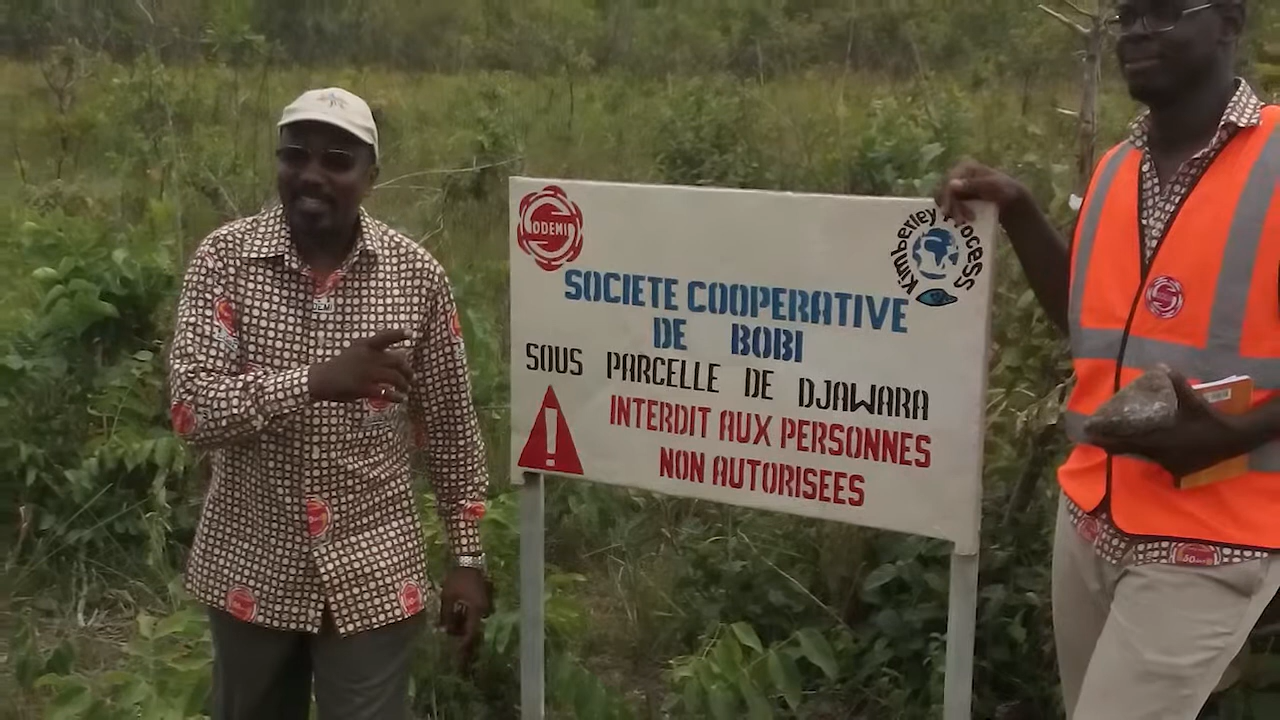 SODEMI
Kimberley Process
SOCIETE COOPERATIVE
DE BOBI
SOUS PARCELLE DE DJAWARA
INTERDIT AUX PERSONNES
NON AUTORISEES